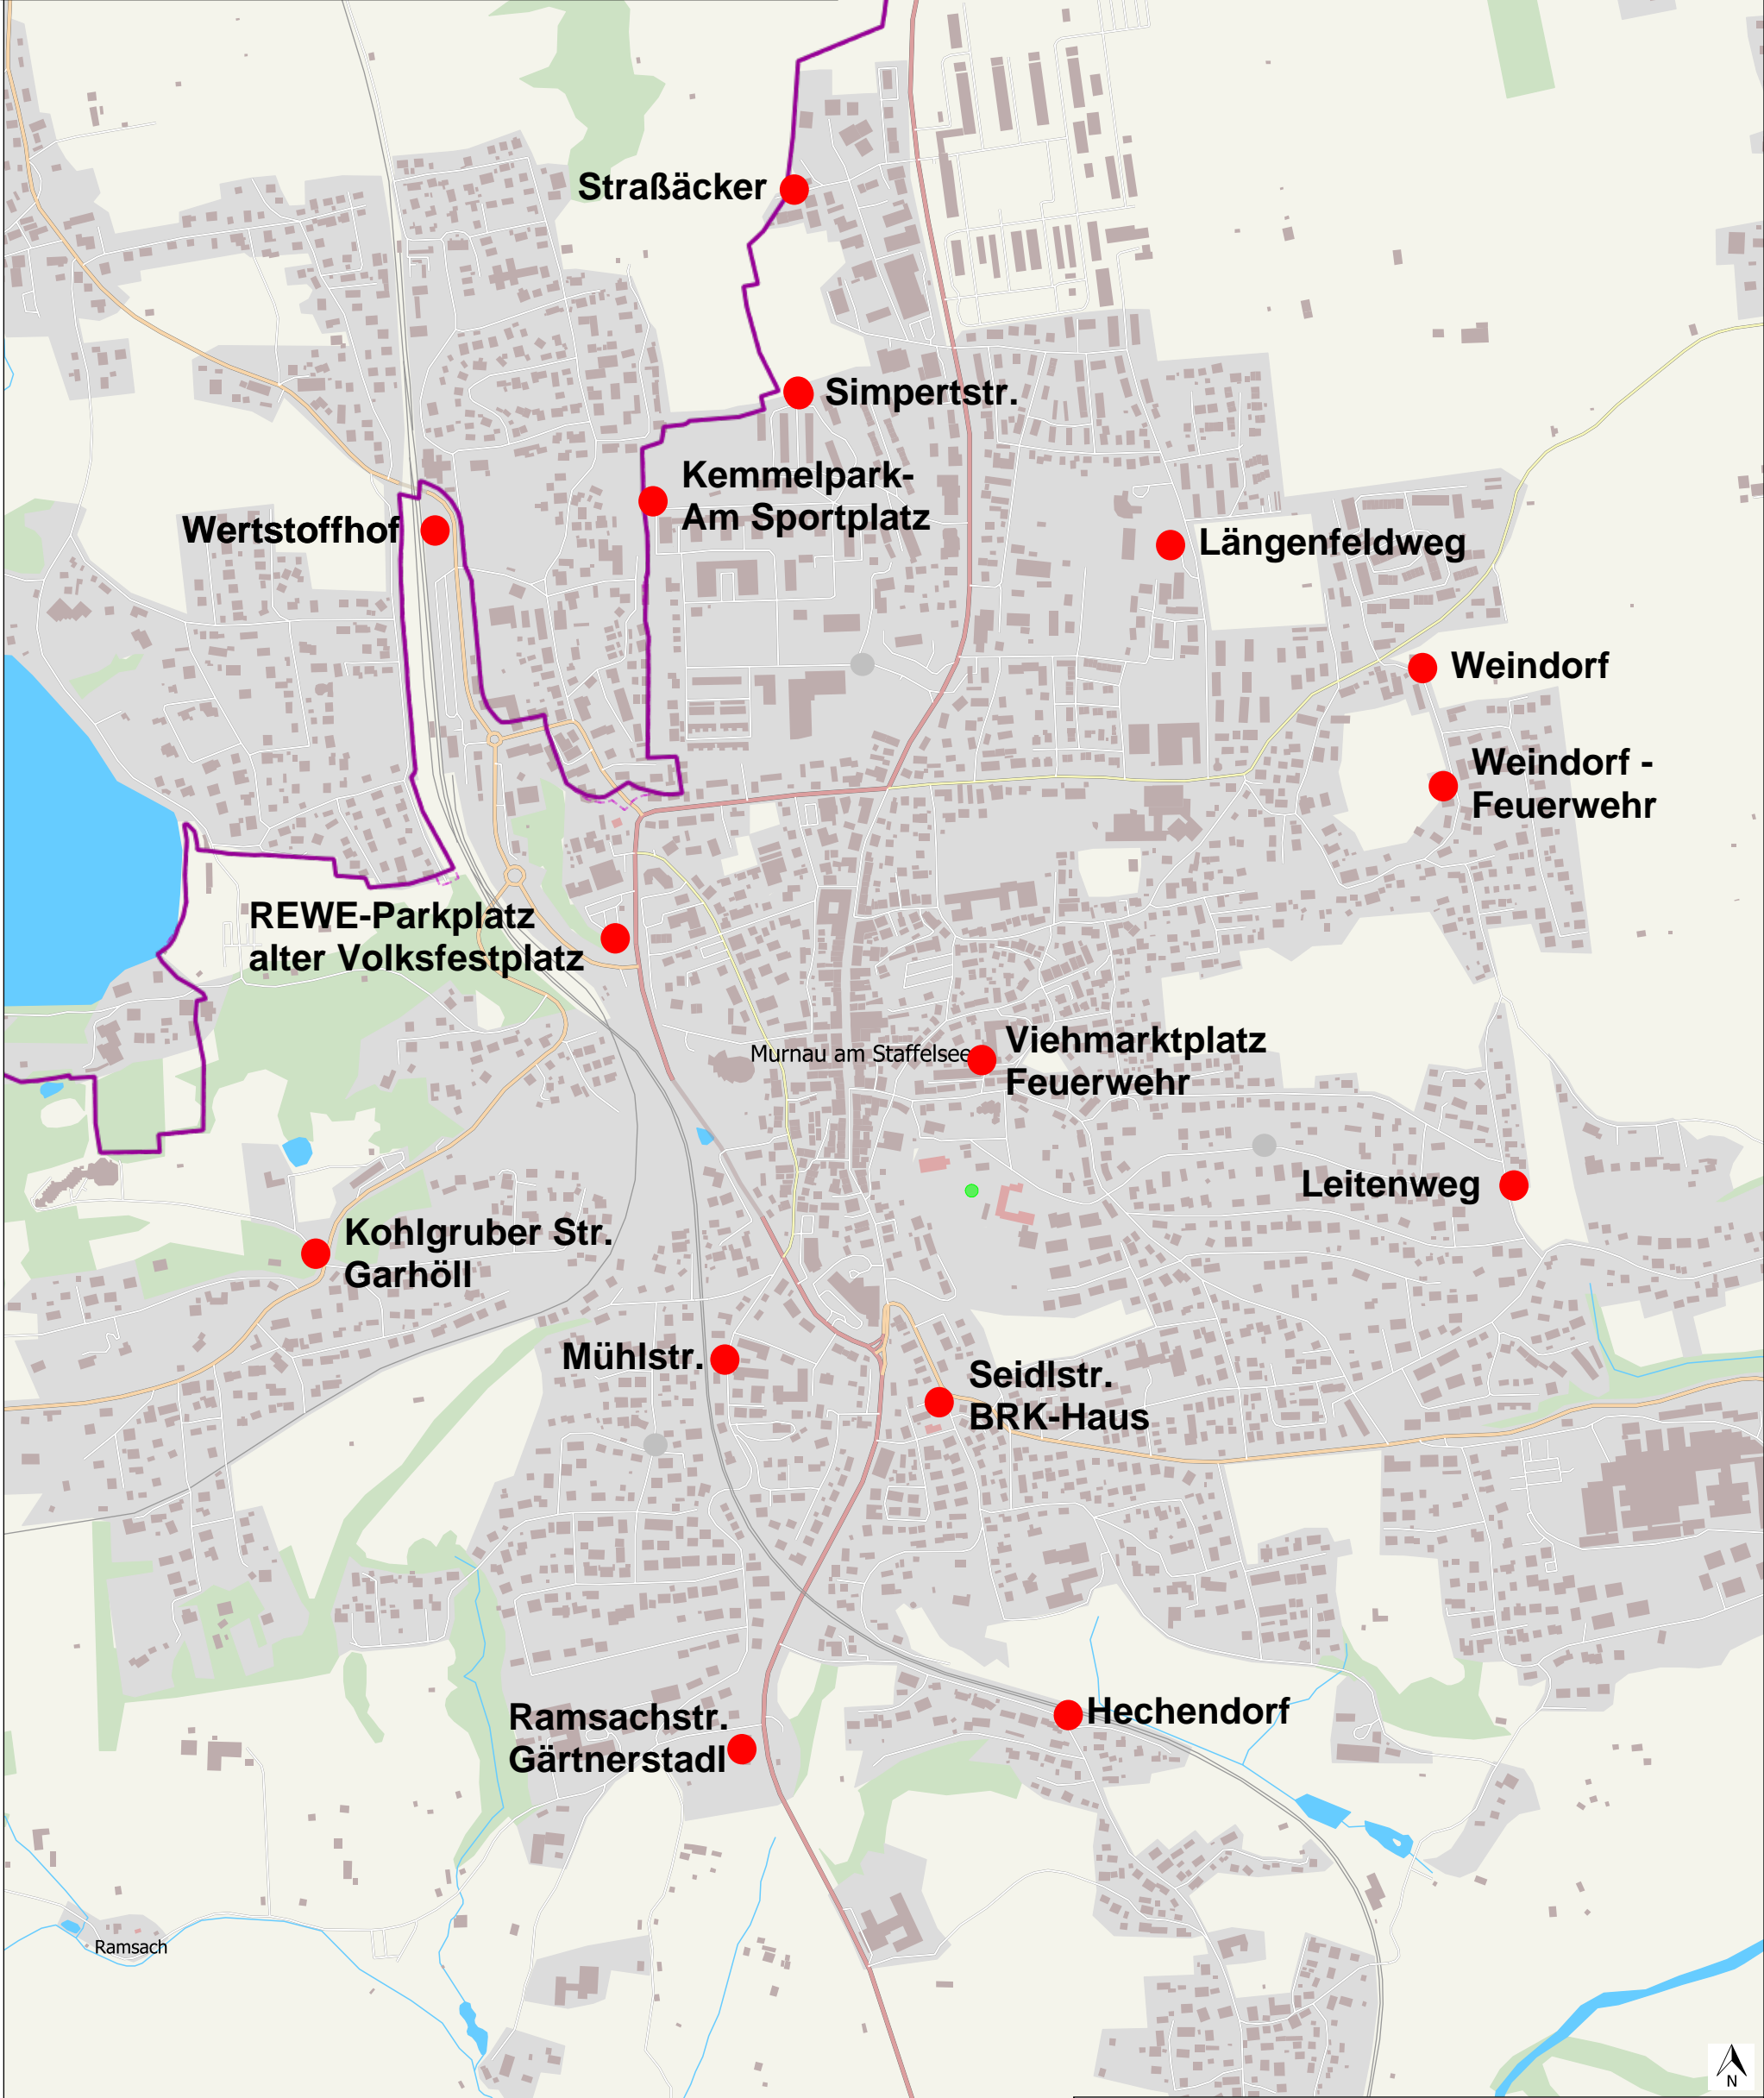 Straßäcker
Simpertstr.
Kemmelpark-
Am Sportplatz
Wertstoffhof
Längenfeldweg
Weindorf
Weindorf -
Feuerwehr
REWE-Parkplatz
alter Volksfestplatz
Murnau am Staffelsee
Viehmarktplatz
Feuerwehr
Leitenweg
Kohlgruber Str.
Garhöll
Mühlstr.
Seidlstr.
BRK-Haus
Ramsachstr.
Gärtnerstadl
Hechendorf
Ramsach
N